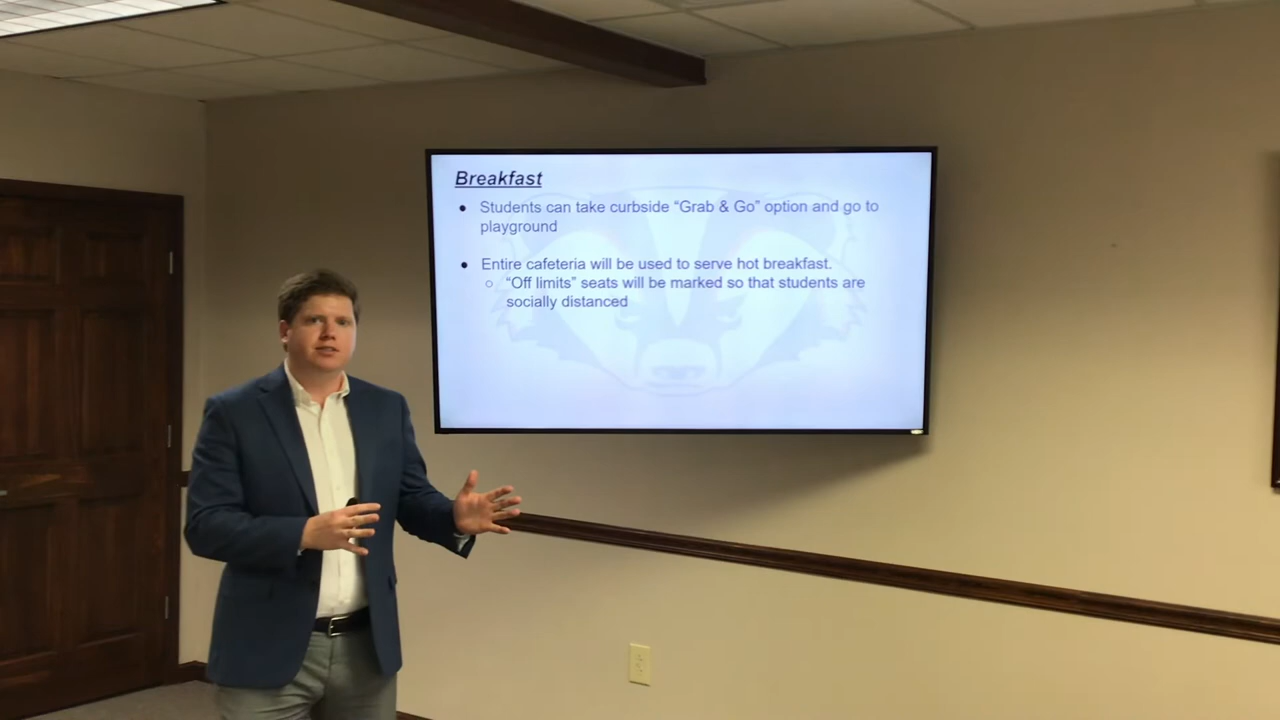 Breakfast
● Students can take curbside “Grab & Go” option and go to
playground
● Entire cafeteria will be used to serve hot breakfast.
○ “Off limits” seats will be marked so that students are
socially distanced